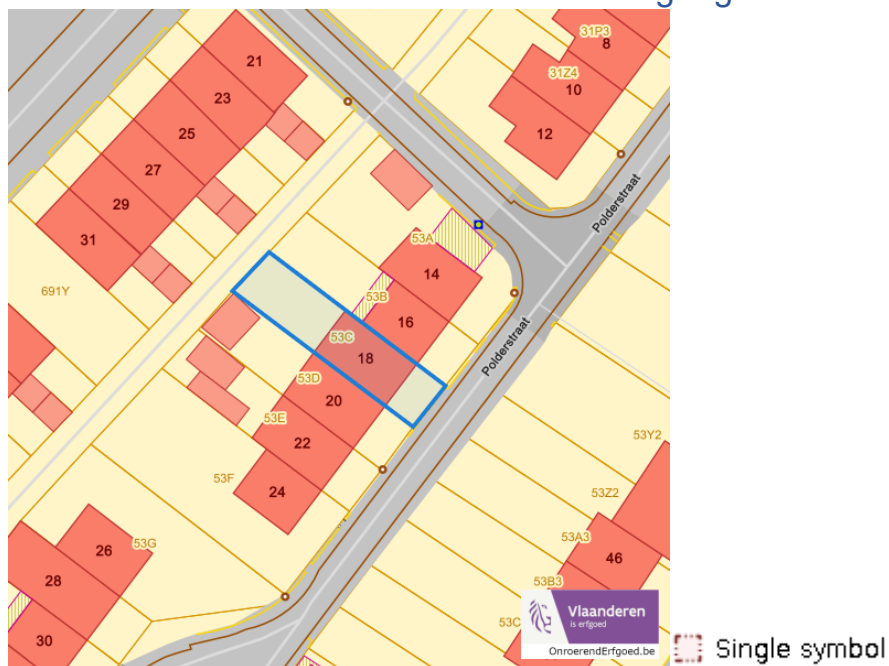 21
31P3
8
23
31Z4
10
25
12
27
29
Polderstraat
31
53A
14
691Y
53B
16
53C
18
Polderstraat
53D
20
53E
22
53Y2
53F
24
53Z2
53A3
26
53G
46
28
53B3
Vlaanderen
is erfgoed
30
53C
OnroerendErfgoed.be
Single symbol